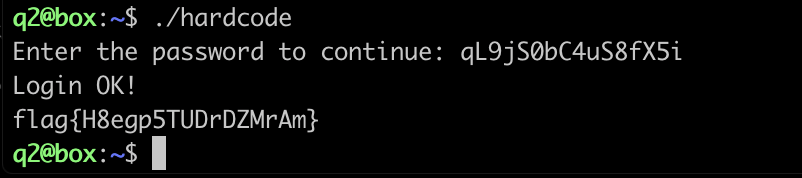 q2@box:~$ ./hardcode
Enter the password to continue: qL9jS0bC4uS8fX5i
Login OK!
flag{H8egp5TUDrDZMrAm}
q2@box:~$